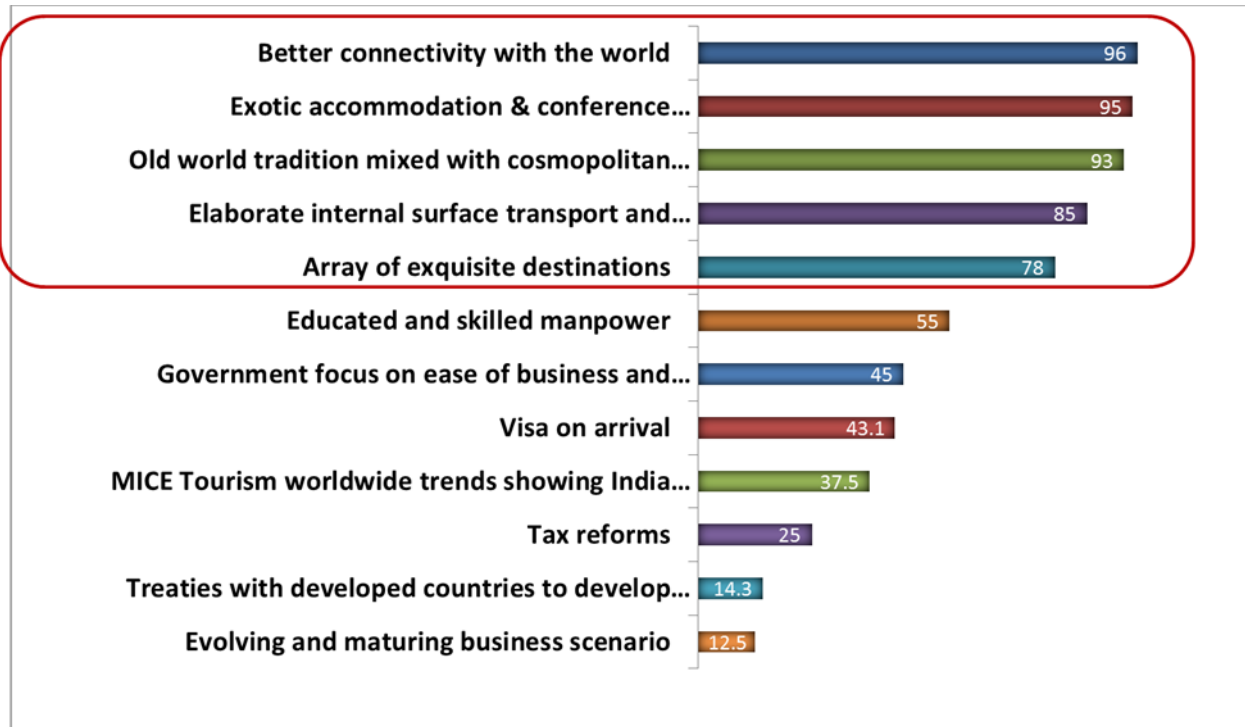 Better connectivity with the world 96
Exotic accommodation & conference... 95
Old world tradition mixed with cosmopolitan... 93
Elaborate internal surface transport and... 85
Array of exquisite destinations 78
Educated and skilled manpower 55
Government focus on ease of business and... 45
Visa on arrival 43.1
MICE Tourism worldwide trends showing India... 37.5
Tax reforms 25
Treaties with developed countries to develop... 14.3
Evolving and maturing business scenario 12.5